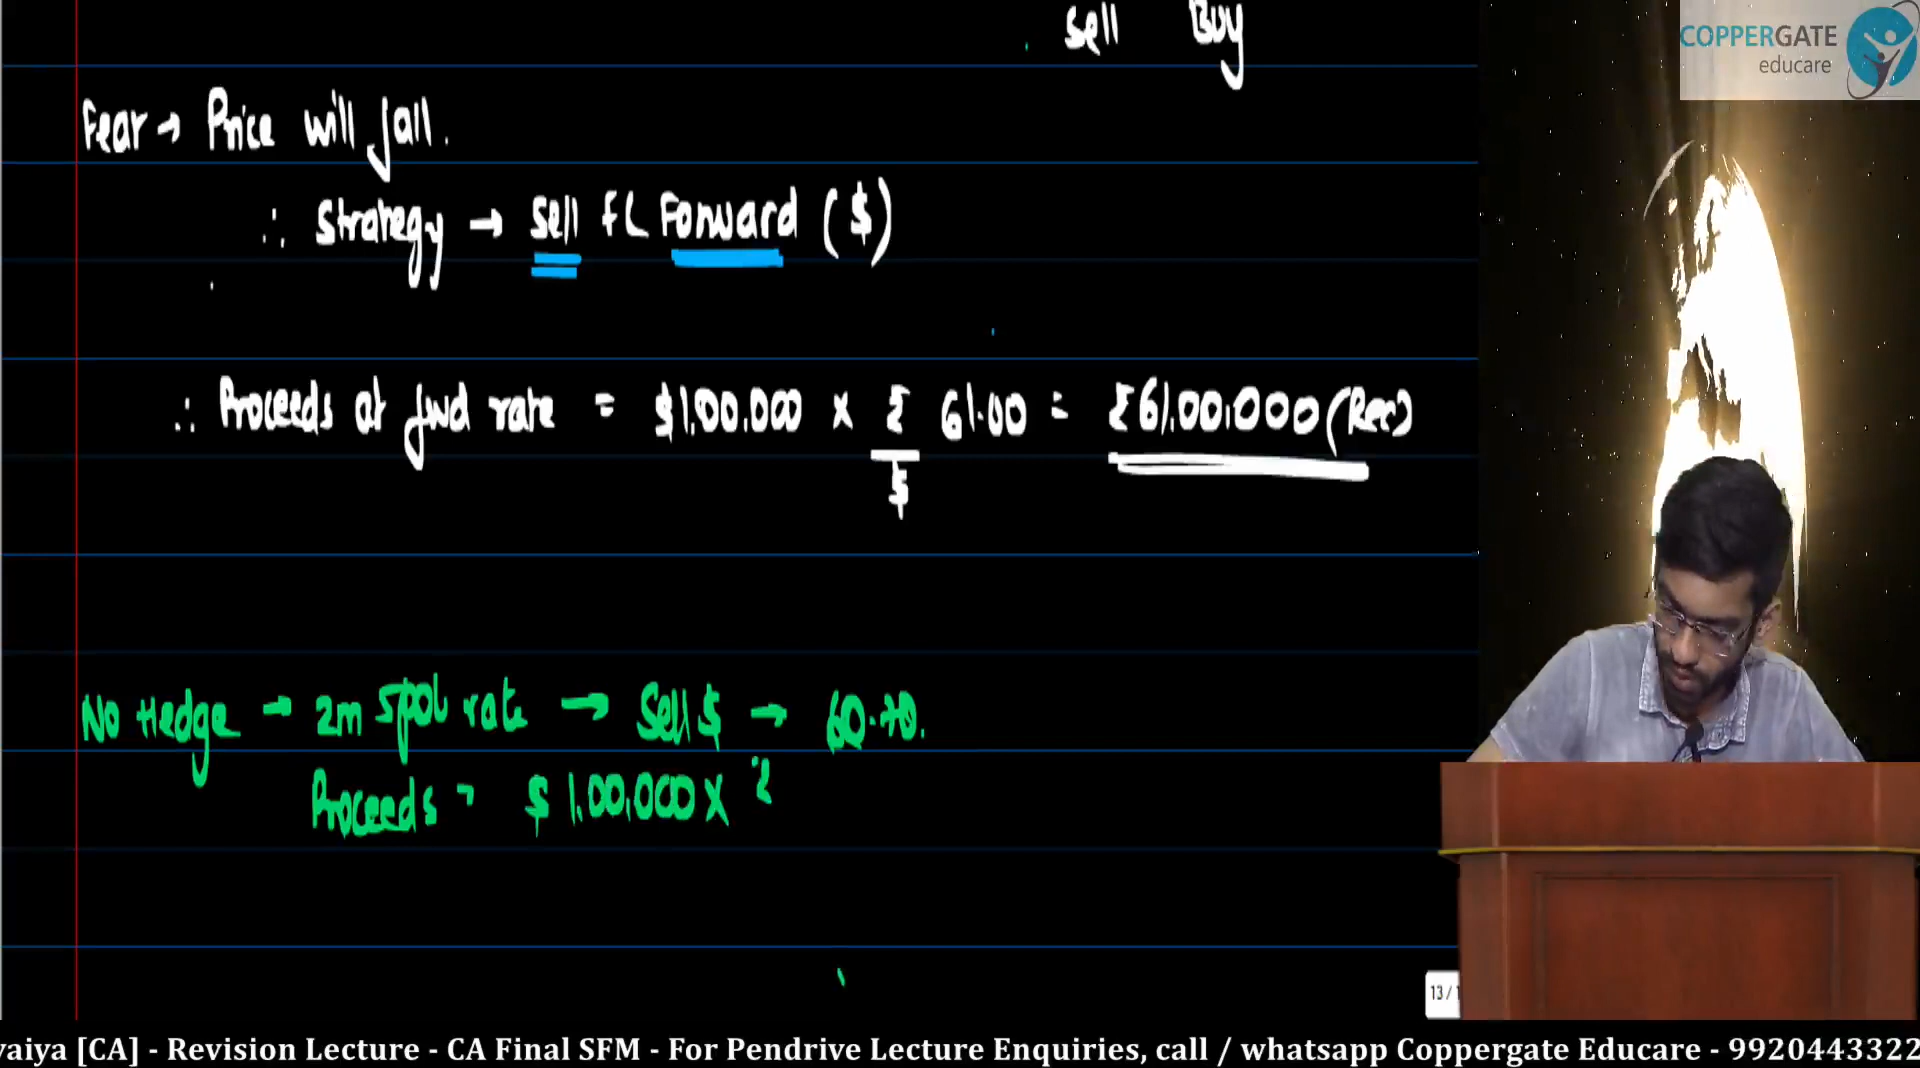 Sell Buy
COPPERGATE
educare
Fear → Price will fall.
∴ Strategy → Sell FC Forward ($)
∴ Proceeds at fwd rate = $1,00,000 x ₹/$ 61.00 = ₹61,00,000 (Rec)
No Hedge → 2m spot rate → Sell $ → 60.70.
Proceeds = $ 1,00,000 x ₹
13/1
vaiya [CA] - Revision Lecture - CA Final SFM - For Pendrive Lecture Enquiries, call / whatsapp Coppergate Educare - 9920443322